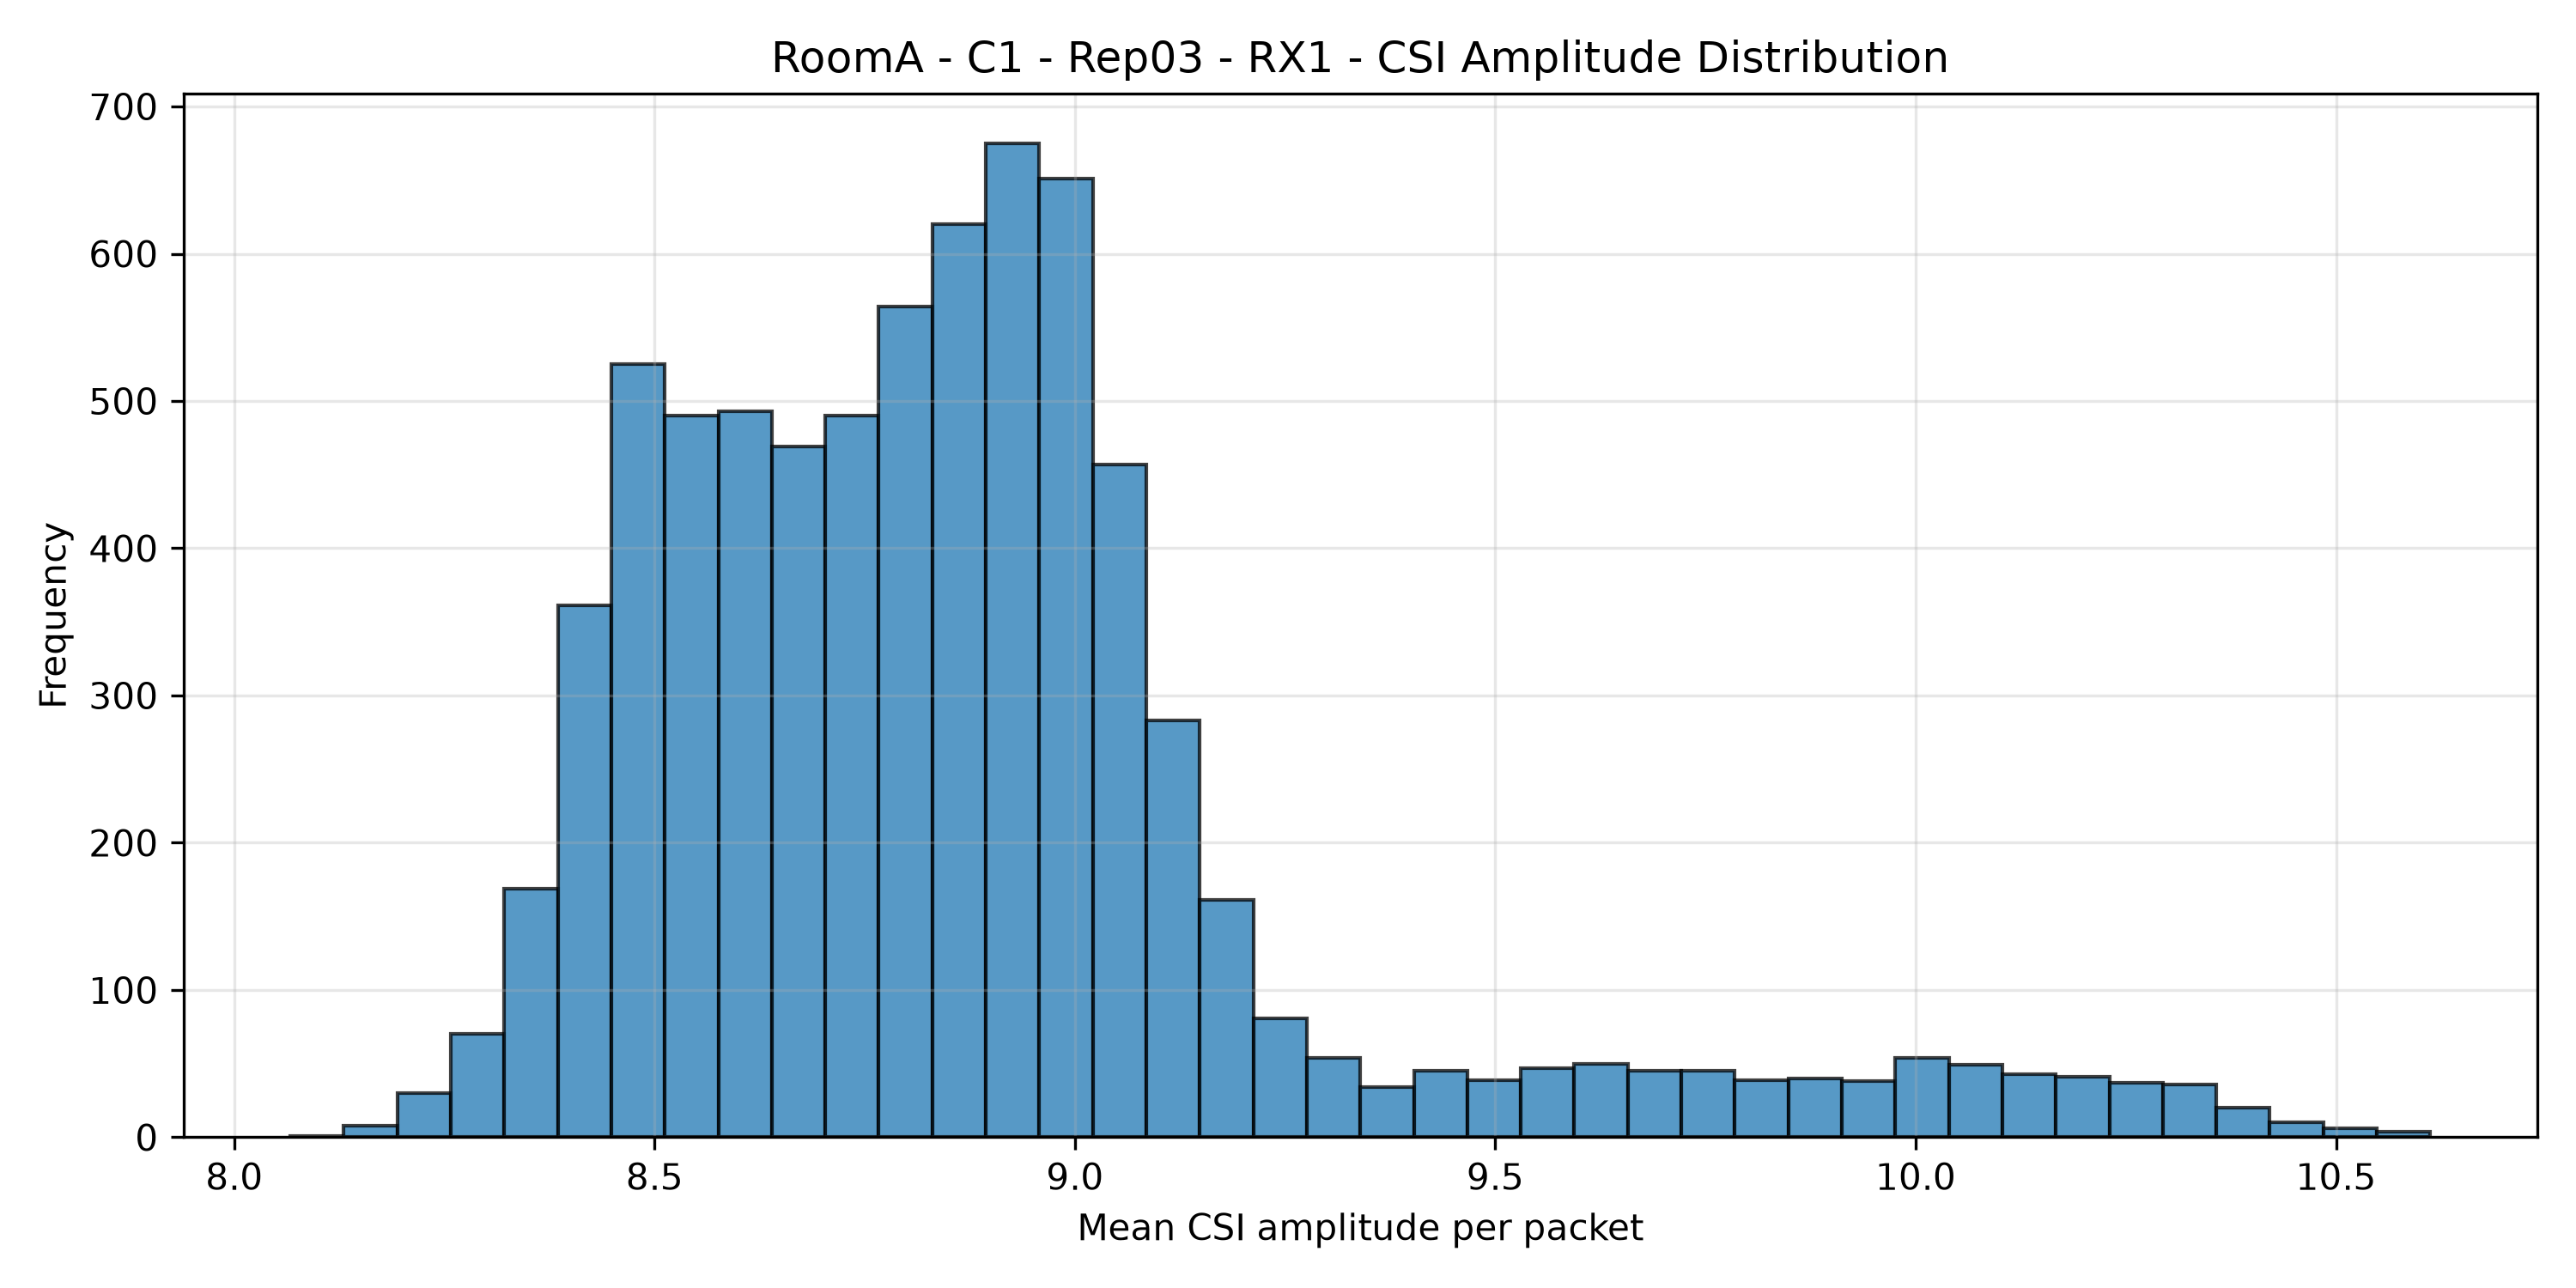 RoomA - C1 - Rep03 - RX1 - CSI Amplitude Distribution
700
600
500
400
300
200
100
0
Frequency
8.0 8.5 9.0 9.5 10.0 10.5
Mean CSI amplitude per packet